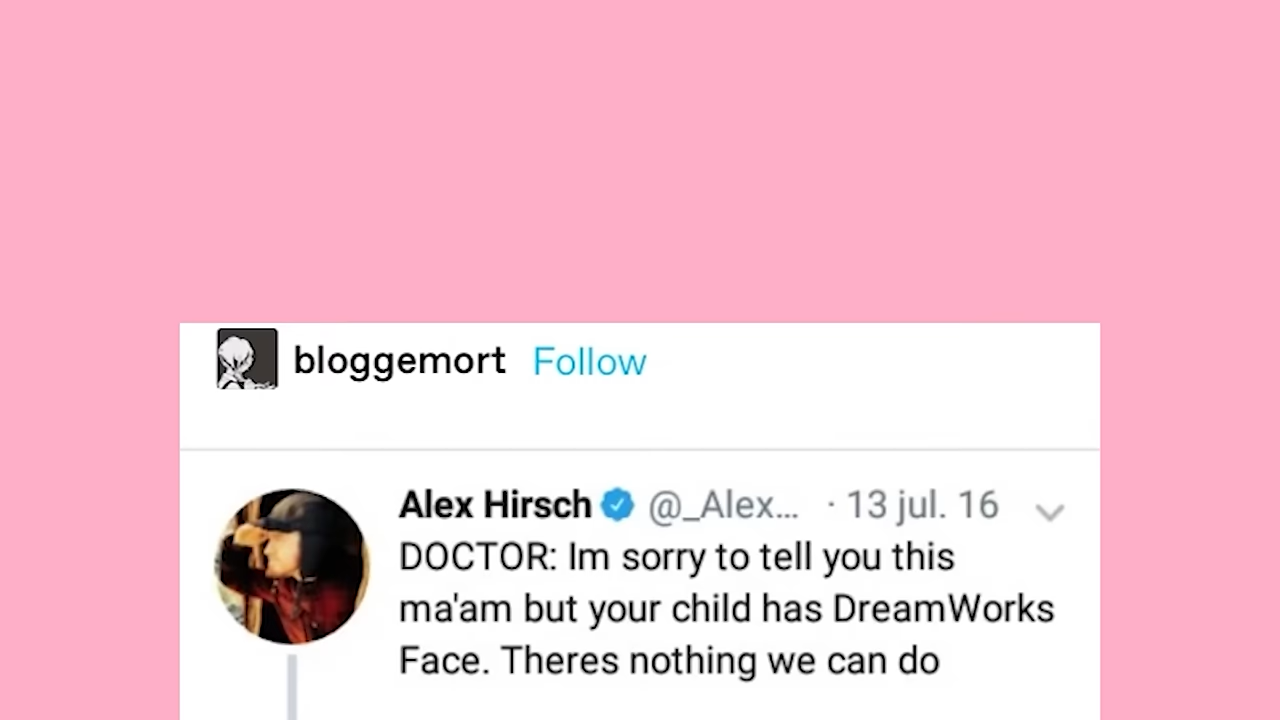 bloggemort Follow
Alex Hirsch @_Alex... · 13 jul. 16
DOCTOR: Im sorry to tell you this
ma'am but your child has DreamWorks
Face. Theres nothing we can do